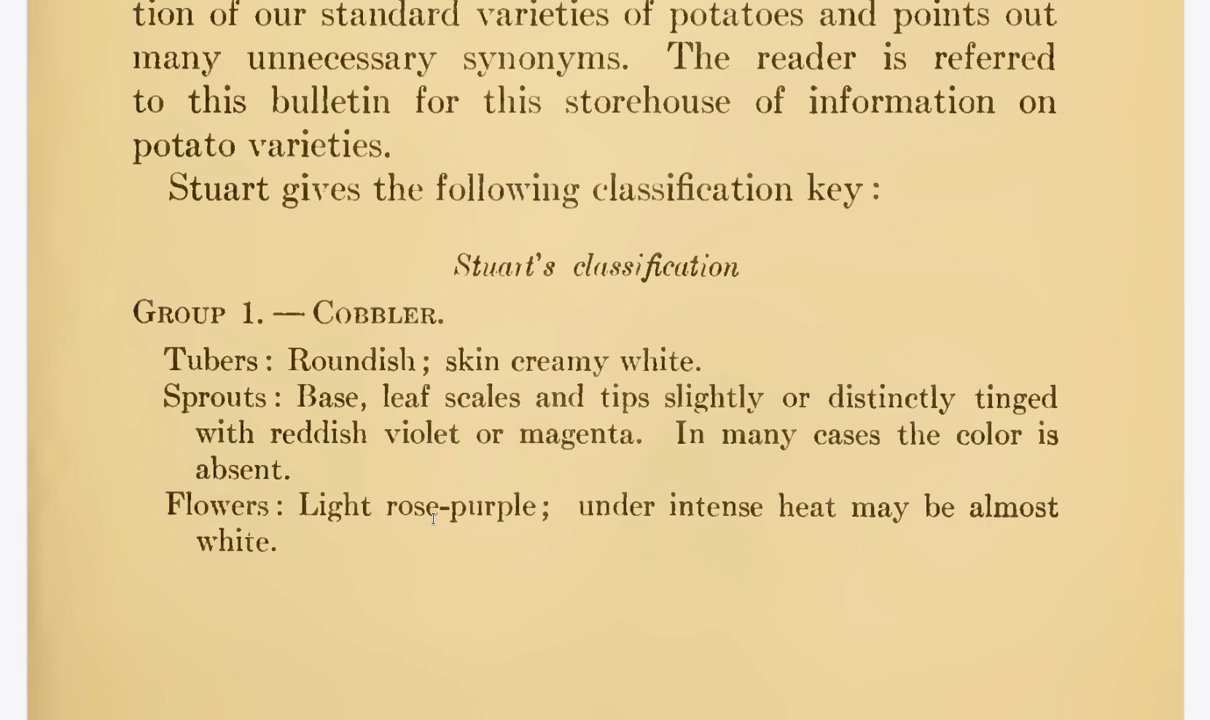 tion of our standard varieties of potatoes and points out
many unnecessary synonyms. The reader is referred
to this bulletin for this storehouse of information on
potato varieties.
Stuart gives the following classification key :
Stuart's classification
GROUP 1. — COBBLER.
Tubers : Roundish ; skin creamy white.
Sprouts : Base, leaf scales and tips slightly or distinctly tinged
with reddish violet or magenta. In many cases the color is
absent.
Flowers : Light rose-purple ; under intense heat may be almost
white.